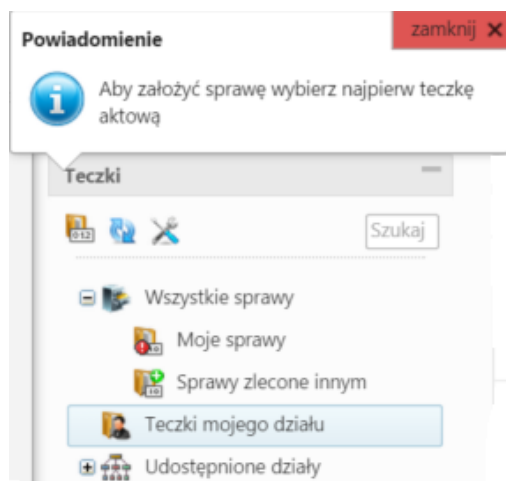 Powiadomienie
zamknij
Aby założyć sprawę wybierz najpierw teczkę
aktową
Teczki
Szukaj
Wszystkie sprawy
Moje sprawy
Sprawy zlecone innym
Teczki mojego działu
Udostępnione działy